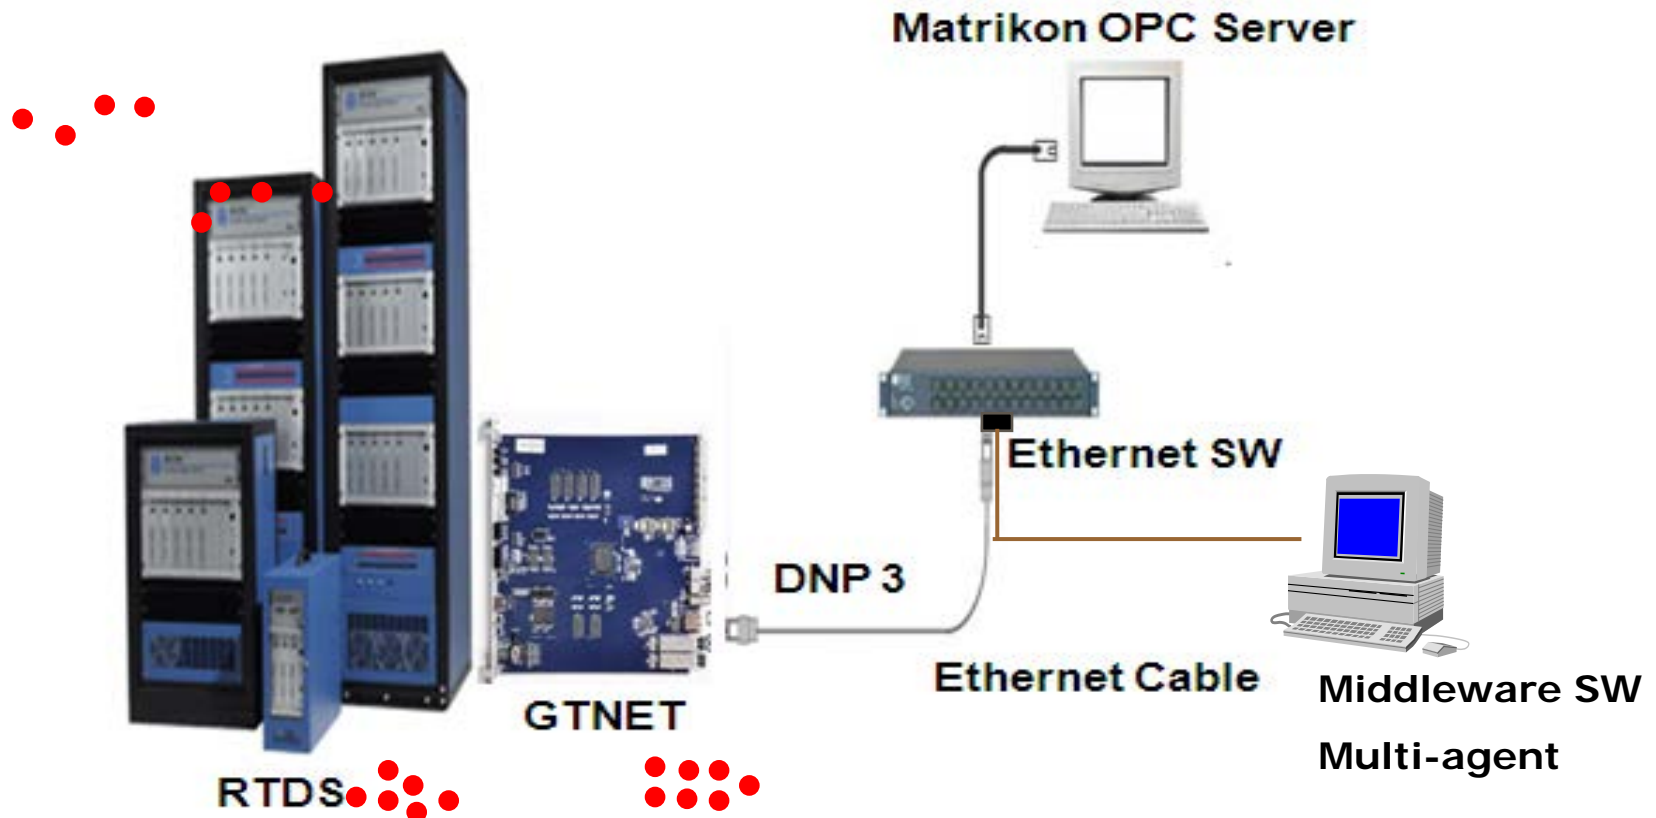 Matrikon OPC Server
Ethernet SW
DNP 3
Ethernet Cable
GTNET
Middleware SW
Multi-agent
RTDS